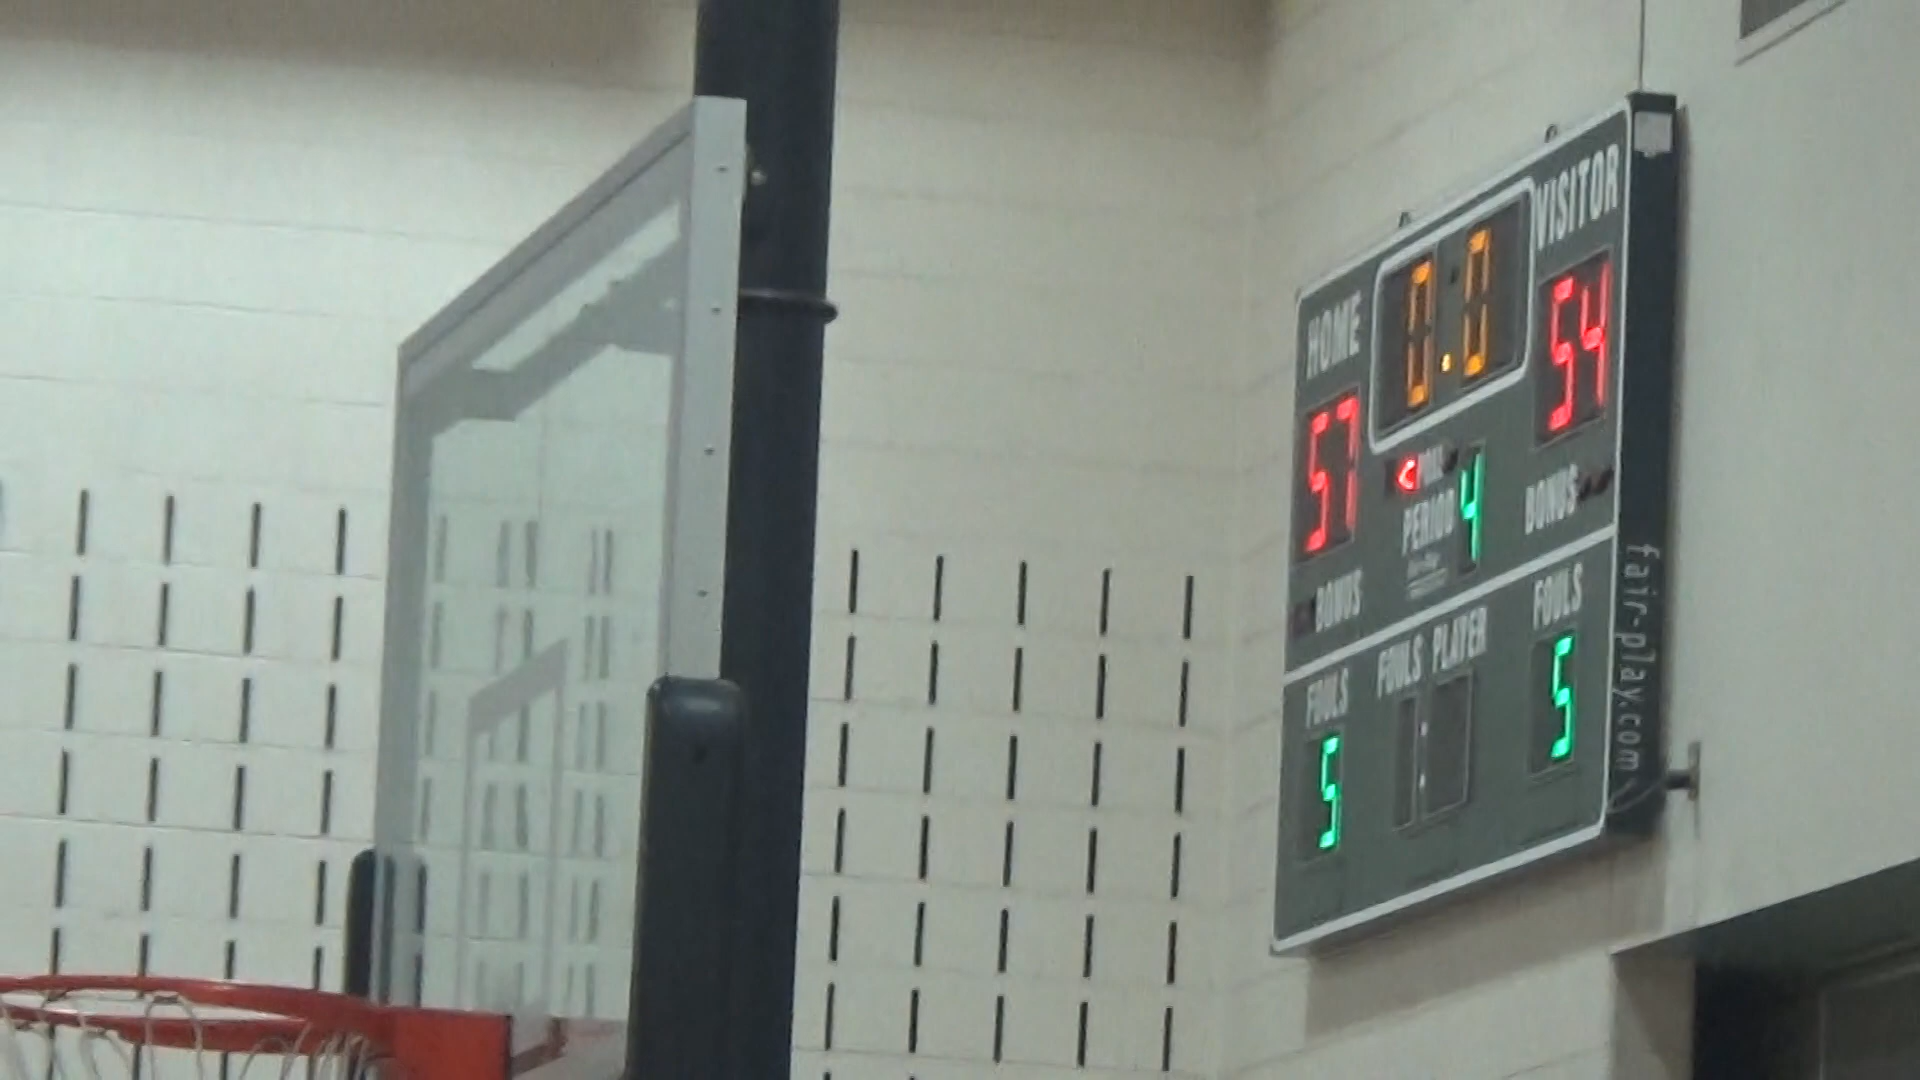 HOME
0.0
VISITOR
57
54
PERIOD 4
BONUS
BONUS
FOULS
FOULS PLAYER
FOULS
5
5
fair-play.com